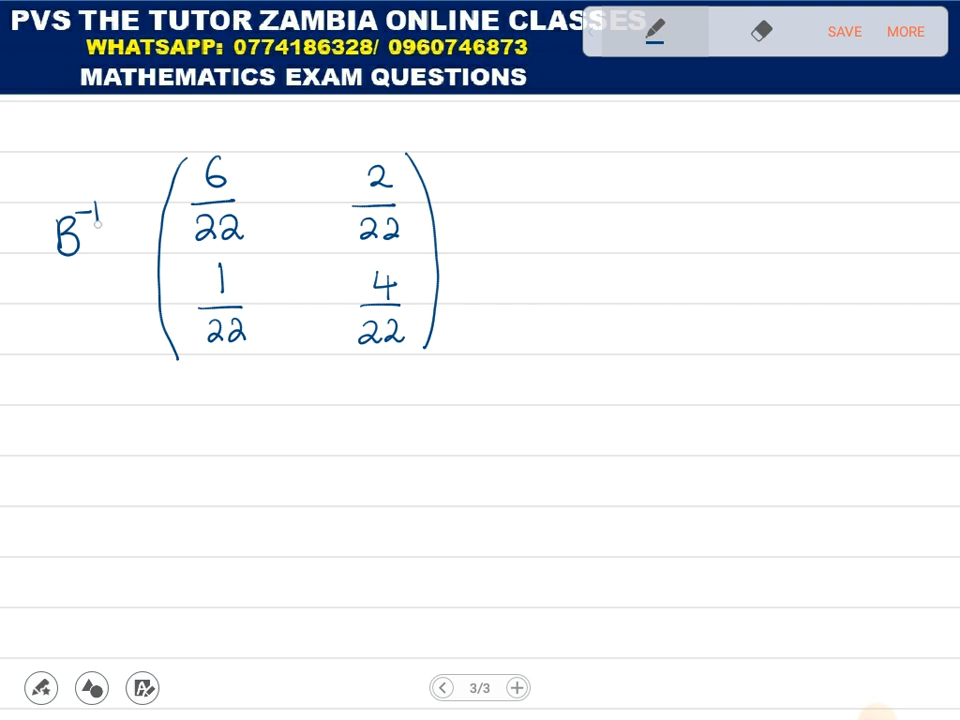 PVS THE TUTOR ZAMBIA ONLINE CLASSES
WHATSAPP: 0774186328/ 0960746873
MATHEMATICS EXAM QUESTIONS
SAVE MORE
6 2
22 22
B⁻¹
1 4
22 22
3/3